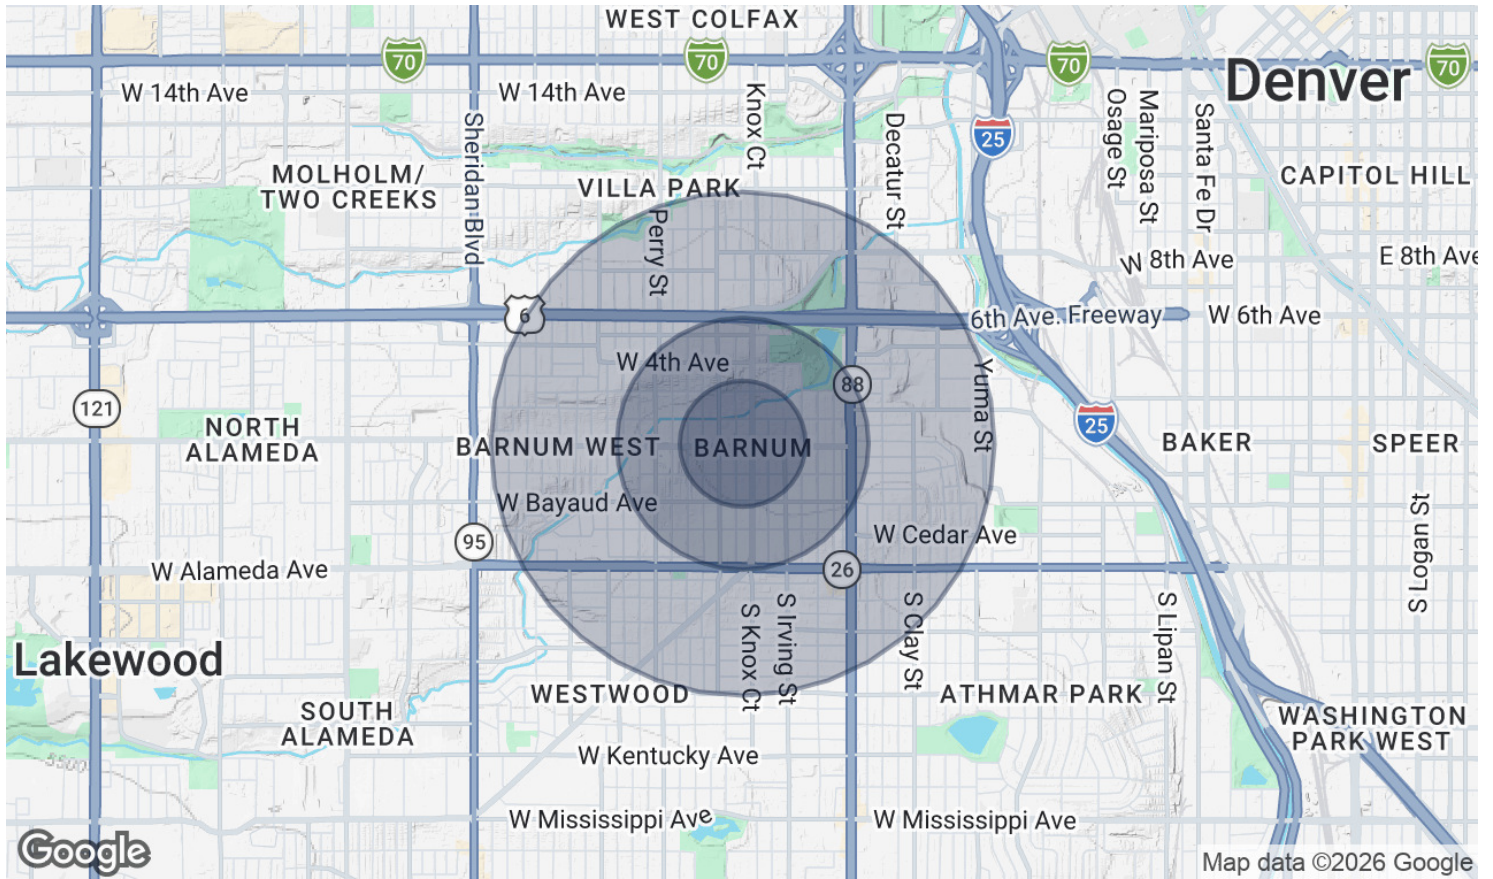 WEST COLFAX
70
70
70
70
Denver
W 14th Ave
W 14th Ave
Knox Ct
Decatur St
25
Osage St
Mariposa St
Santa Fe Dr
Sheridan Blvd
MOLHOLM/
TWO CREEKS
VILLA PARK
CAPITOL HILL
Perry St
W 8th Ave
E 8th Ave
6
6th Ave. Freeway
W 6th Ave
W 4th Ave
88
Yuma St
121
25
NORTH
ALAMEDA
BARNUM WEST
BARNUM
BAKER
SPEER
W Bayaud Ave
95
W Cedar Ave
S Logan St
W Alameda Ave
26
S Knox Ct
S Irving St
S Clay St
S Lipan St
Lakewood
WESTWOOD
ATHMAR PARK
SOUTH
ALAMEDA
WASHINGTON
PARK WEST
5500
W Kentucky Ave
W Mississippi Ave
W Mississippi Ave
Google
Map data ©2026 Google